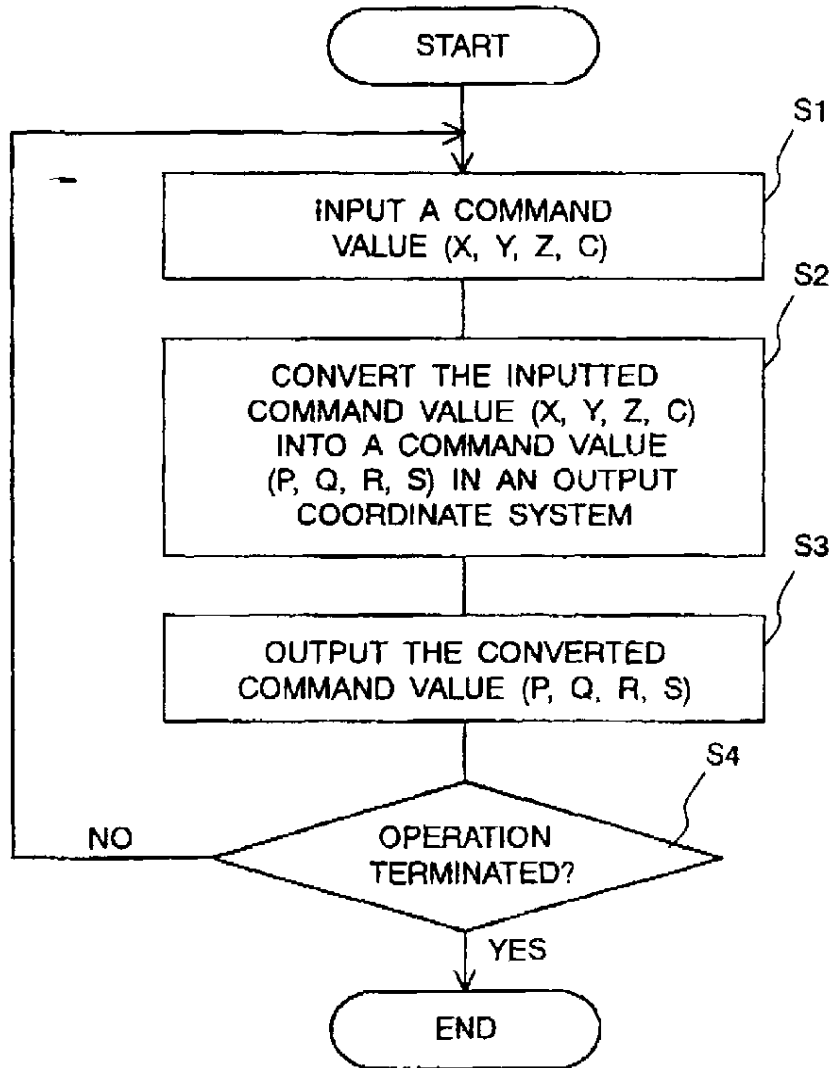 START
S1
INPUT A COMMAND
VALUE (X, Y, Z, C)
S2
CONVERT THE INPUTTED
COMMAND VALUE (X, Y, Z, C)
INTO A COMMAND VALUE
(P, Q, R, S) IN AN OUTPUT
COORDINATE SYSTEM
S3
OUTPUT THE CONVERTED
COMMAND VALUE (P, Q, R, S)
S4
NO
OPERATION
TERMINATED?
YES
END